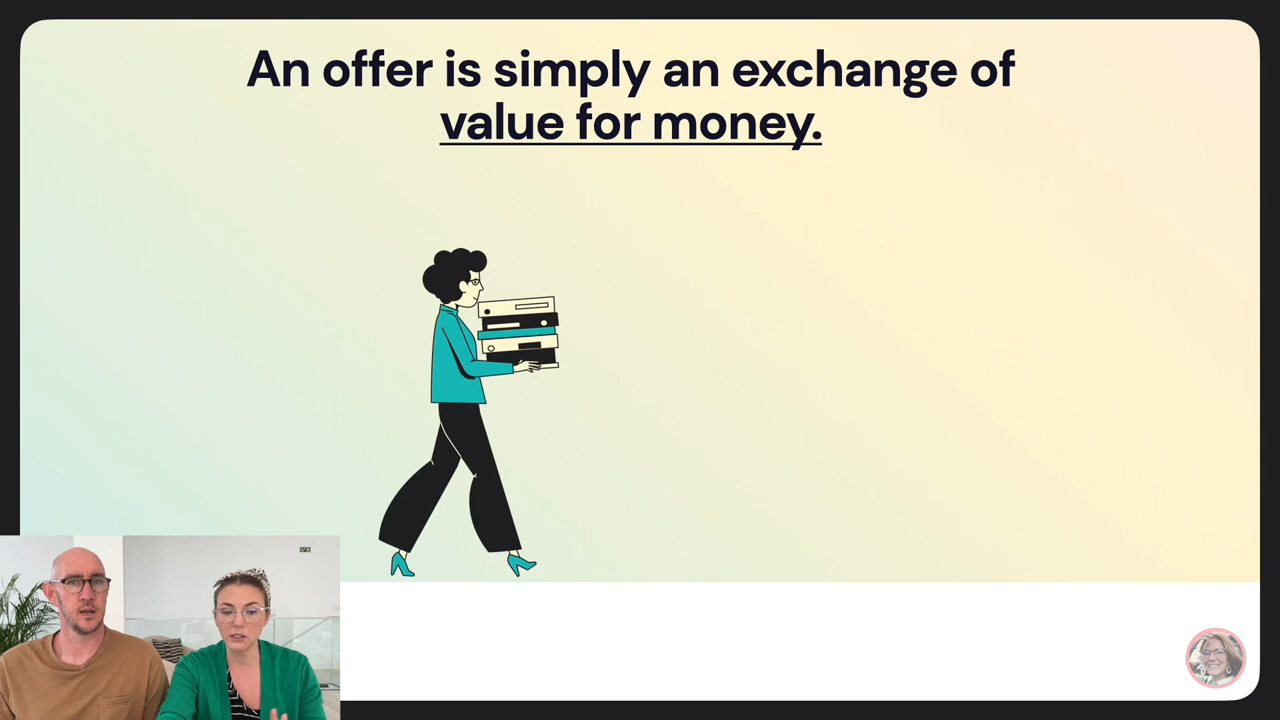 An offer is simply an exchange of
value for money.